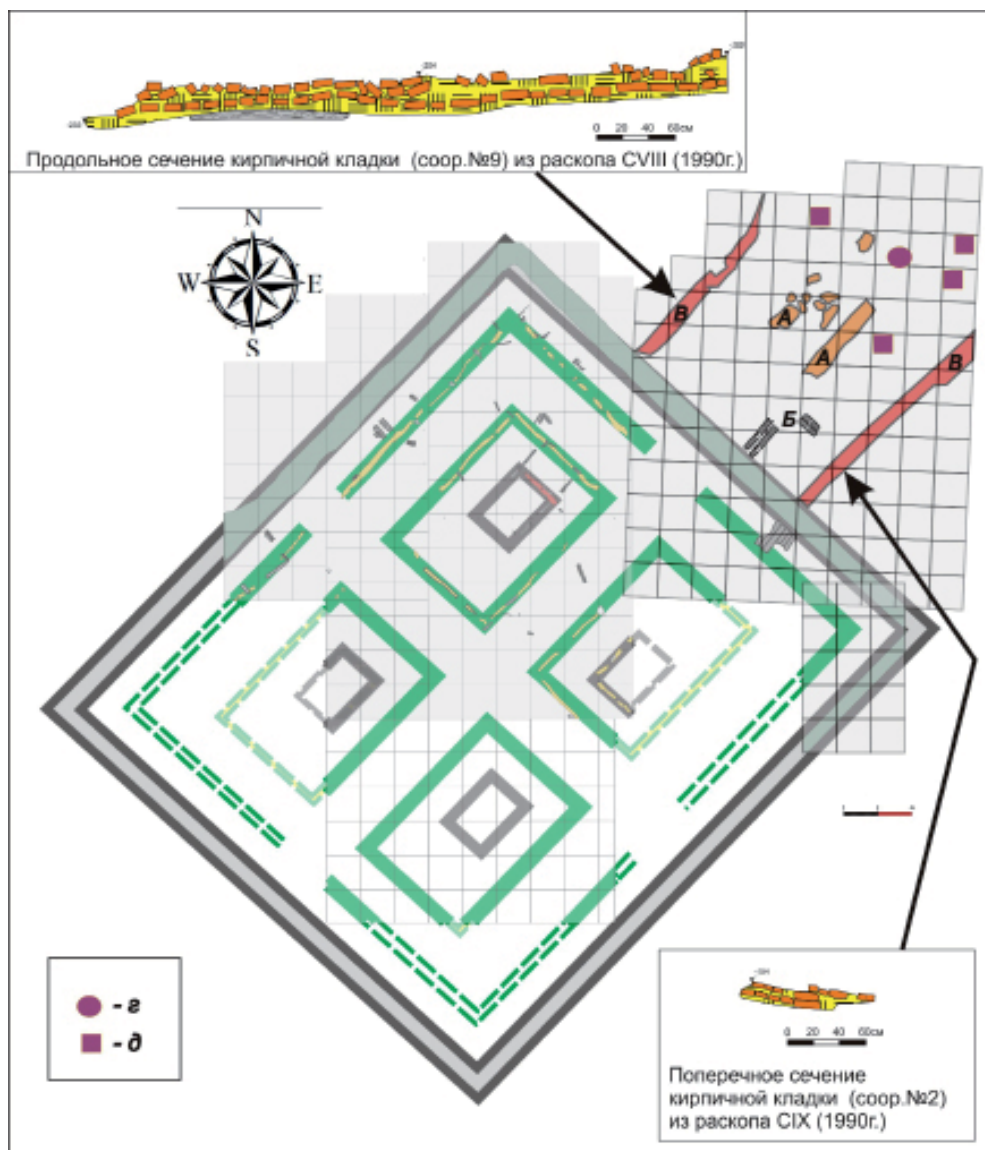 0 20 40 60см
Продольное сечение кирпичной кладки (соор.№9) из раскопа CVIII (1990г.)
N
W E
S
В
А
А
В
Б
- г
- д
0 20 40 60см
Поперечное сечение
кирпичной кладки (соор.№2)
из раскопа CIX (1990г.)